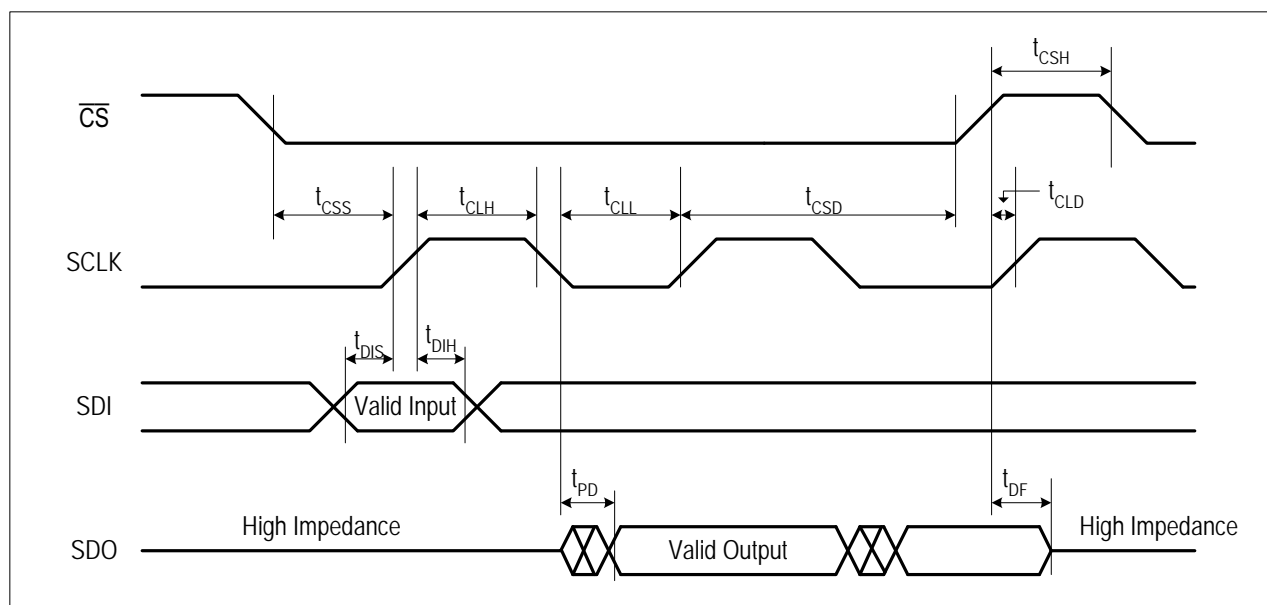 tCSH
CS
tCSS
tCLH
tCLL
tCSD
tCLD
SCLK
tDIS
tDIH
SDI
Valid Input
tPD
tDF
High Impedance
High Impedance
SDO
Valid Output